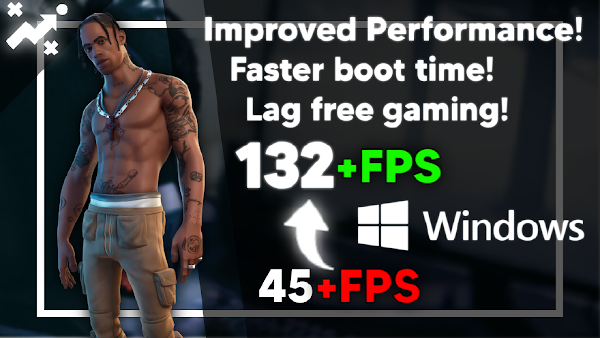 Improved Performance!
Faster boot time!
Lag free gaming!
132+FPS
Windows
45+FPS